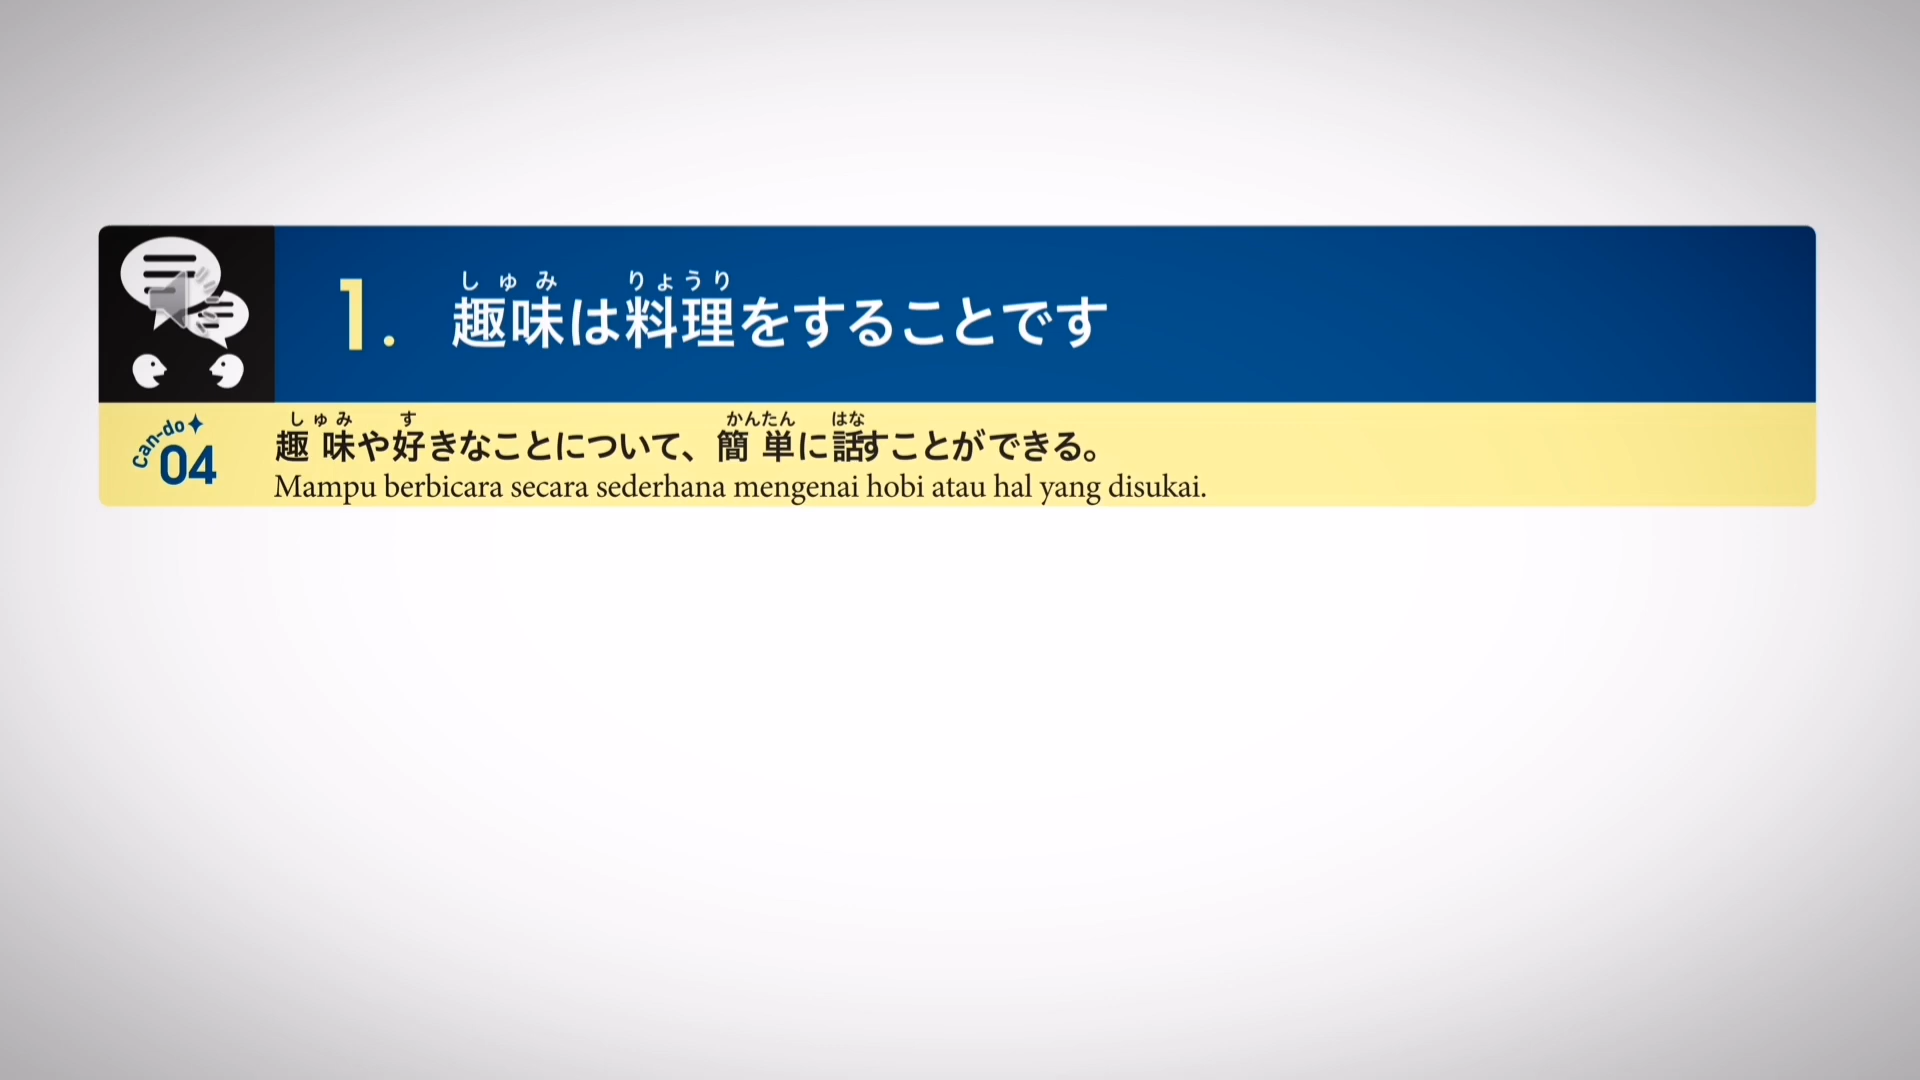 しゅみ りょうり
1. 趣味は料理をすることです
しゅみ す かんたん はな
Can-do 04
趣味や好きなことについて、簡単に話すことができる。
Mampu berbicara secara sederhana mengenai hobi atau hal yang disukai.